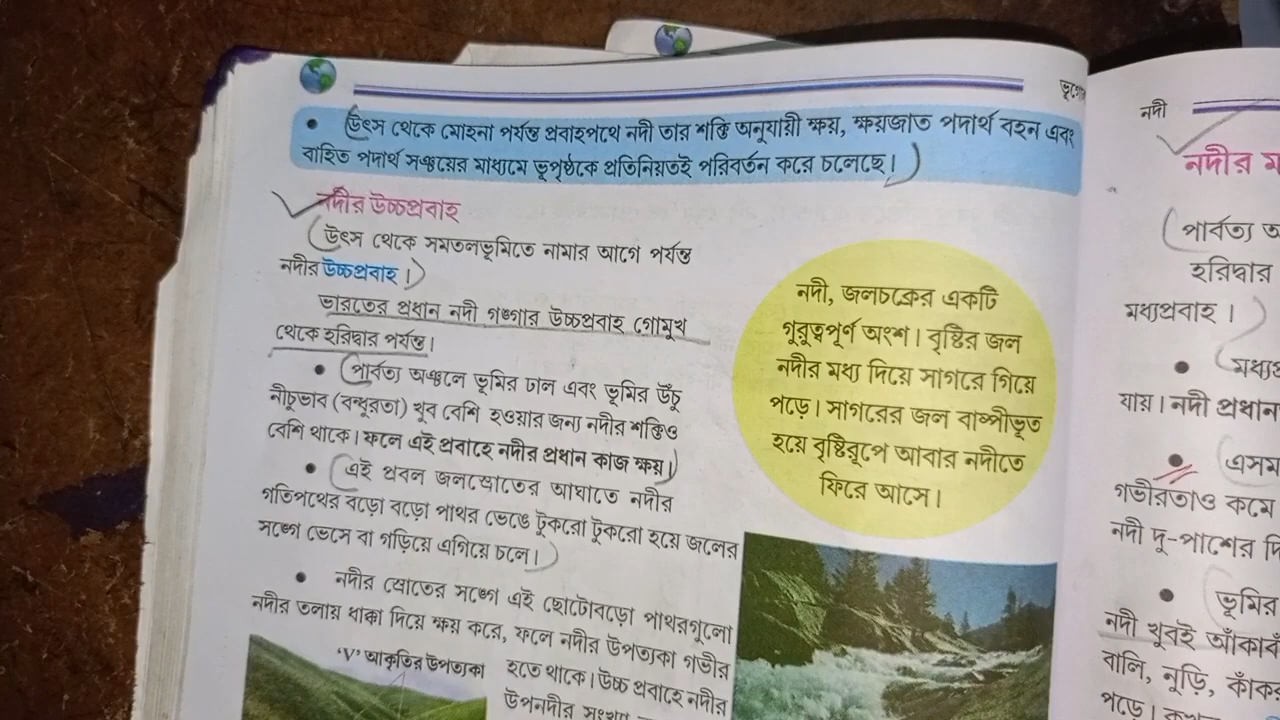 উৎস থেকে মোহনা পর্যন্ত প্রবাহপথে নদী তার শক্তি অনুযায়ী ক্ষয়, ক্ষয়জাত পদার্থ বহন এবং
বাহিত পদার্থ সঞ্চয়ের মাধ্যমে ভূপৃষ্ঠকে প্রতিনিয়তই পরিবর্তন করে চলেছে।
নদীর উচ্চপ্রবাহ
উৎস থেকে সমতলভূমিতে নামার আগে পর্যন্ত
নদীর উচ্চপ্রবাহ।
ভারতের প্রধান নদী গঙ্গার উচ্চপ্রবাহ গোমুখ
থেকে হরিদ্বার পর্যন্ত।
• পার্বত্য অঞ্চলে ভূমির ঢাল এবং ভূমির উঁচু
নীচুভাব (বন্ধুরতা) খুব বেশি হওয়ার জন্য নদীর শক্তিও
বেশি থাকে। ফলে এই প্রবাহে নদীর প্রধান কাজ ক্ষয়।
• এই প্রবল জলস্রোতের আঘাতে নদীর
গতিপথের বড়ো বড়ো পাথর ভেঙে টুকরো টুকরো হয়ে জলের
সঙ্গে ভেসে বা গড়িয়ে এগিয়ে চলে।
• নদীর স্রোতের সঙ্গে এই ছোটোবড়ো পাথরগুলো
নদীর তলায় ধাক্কা দিয়ে ক্ষয় করে, ফলে নদীর উপত্যকা গভীর
হতে থাকে। উচ্চ প্রবাহে নদীর
উপনদীর সংখ্যা
'V' আকৃতির উপত্যকা
নদী, জলচক্রের একটি
গুরুত্বপূর্ণ অংশ। বৃষ্টির জল
নদীর মধ্য দিয়ে সাগরে গিয়ে
পড়ে। সাগরের জল বাষ্পীভূত
হয়ে বৃষ্টিরূপে আবার নদীতে
ফিরে আসে।
নদী
নদীর ম
পার্বত্য অ
হরিদ্বার
মধ্যপ্রবাহ।
• মধ্যপ্র
যায়। নদী প্রধান
• এসম
গভীরতাও কমে
নদী দু-পাশের দি
• ভূমির
নদী খুবই আঁকাবাঁ
বালি, নুড়ি, কাঁক
পড়ে।